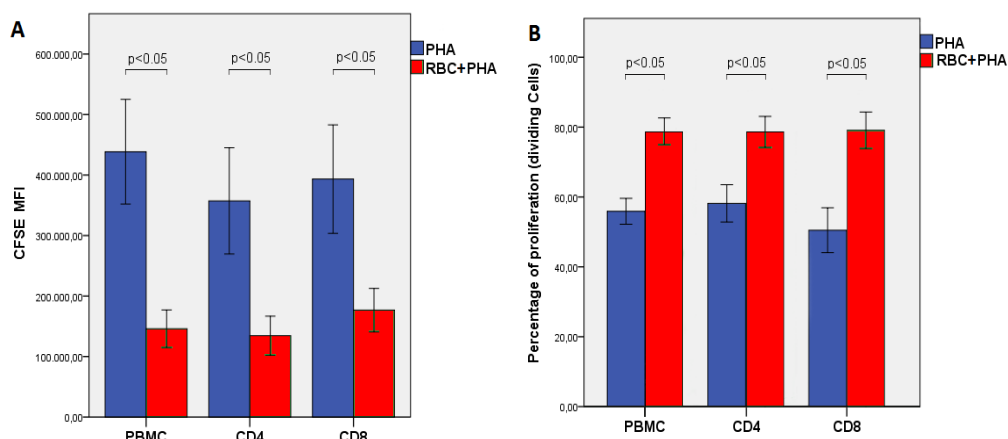 A
PHA
RBC+PHA
p<0.05 p<0.05 p<0.05
CFSE MFI
600.000,00
500.000,00
400.000,00
300.000,00
200.000,00
100.000,00
0,00
PBMC CD4 CD8
B
PHA
RBC+PHA
p<0.05 p<0.05 p<0.05
Percentage of proliferation (dividing Cells)
100,00
80,00
60,00
40,00
20,00
0,00
PBMC CD4 CD8